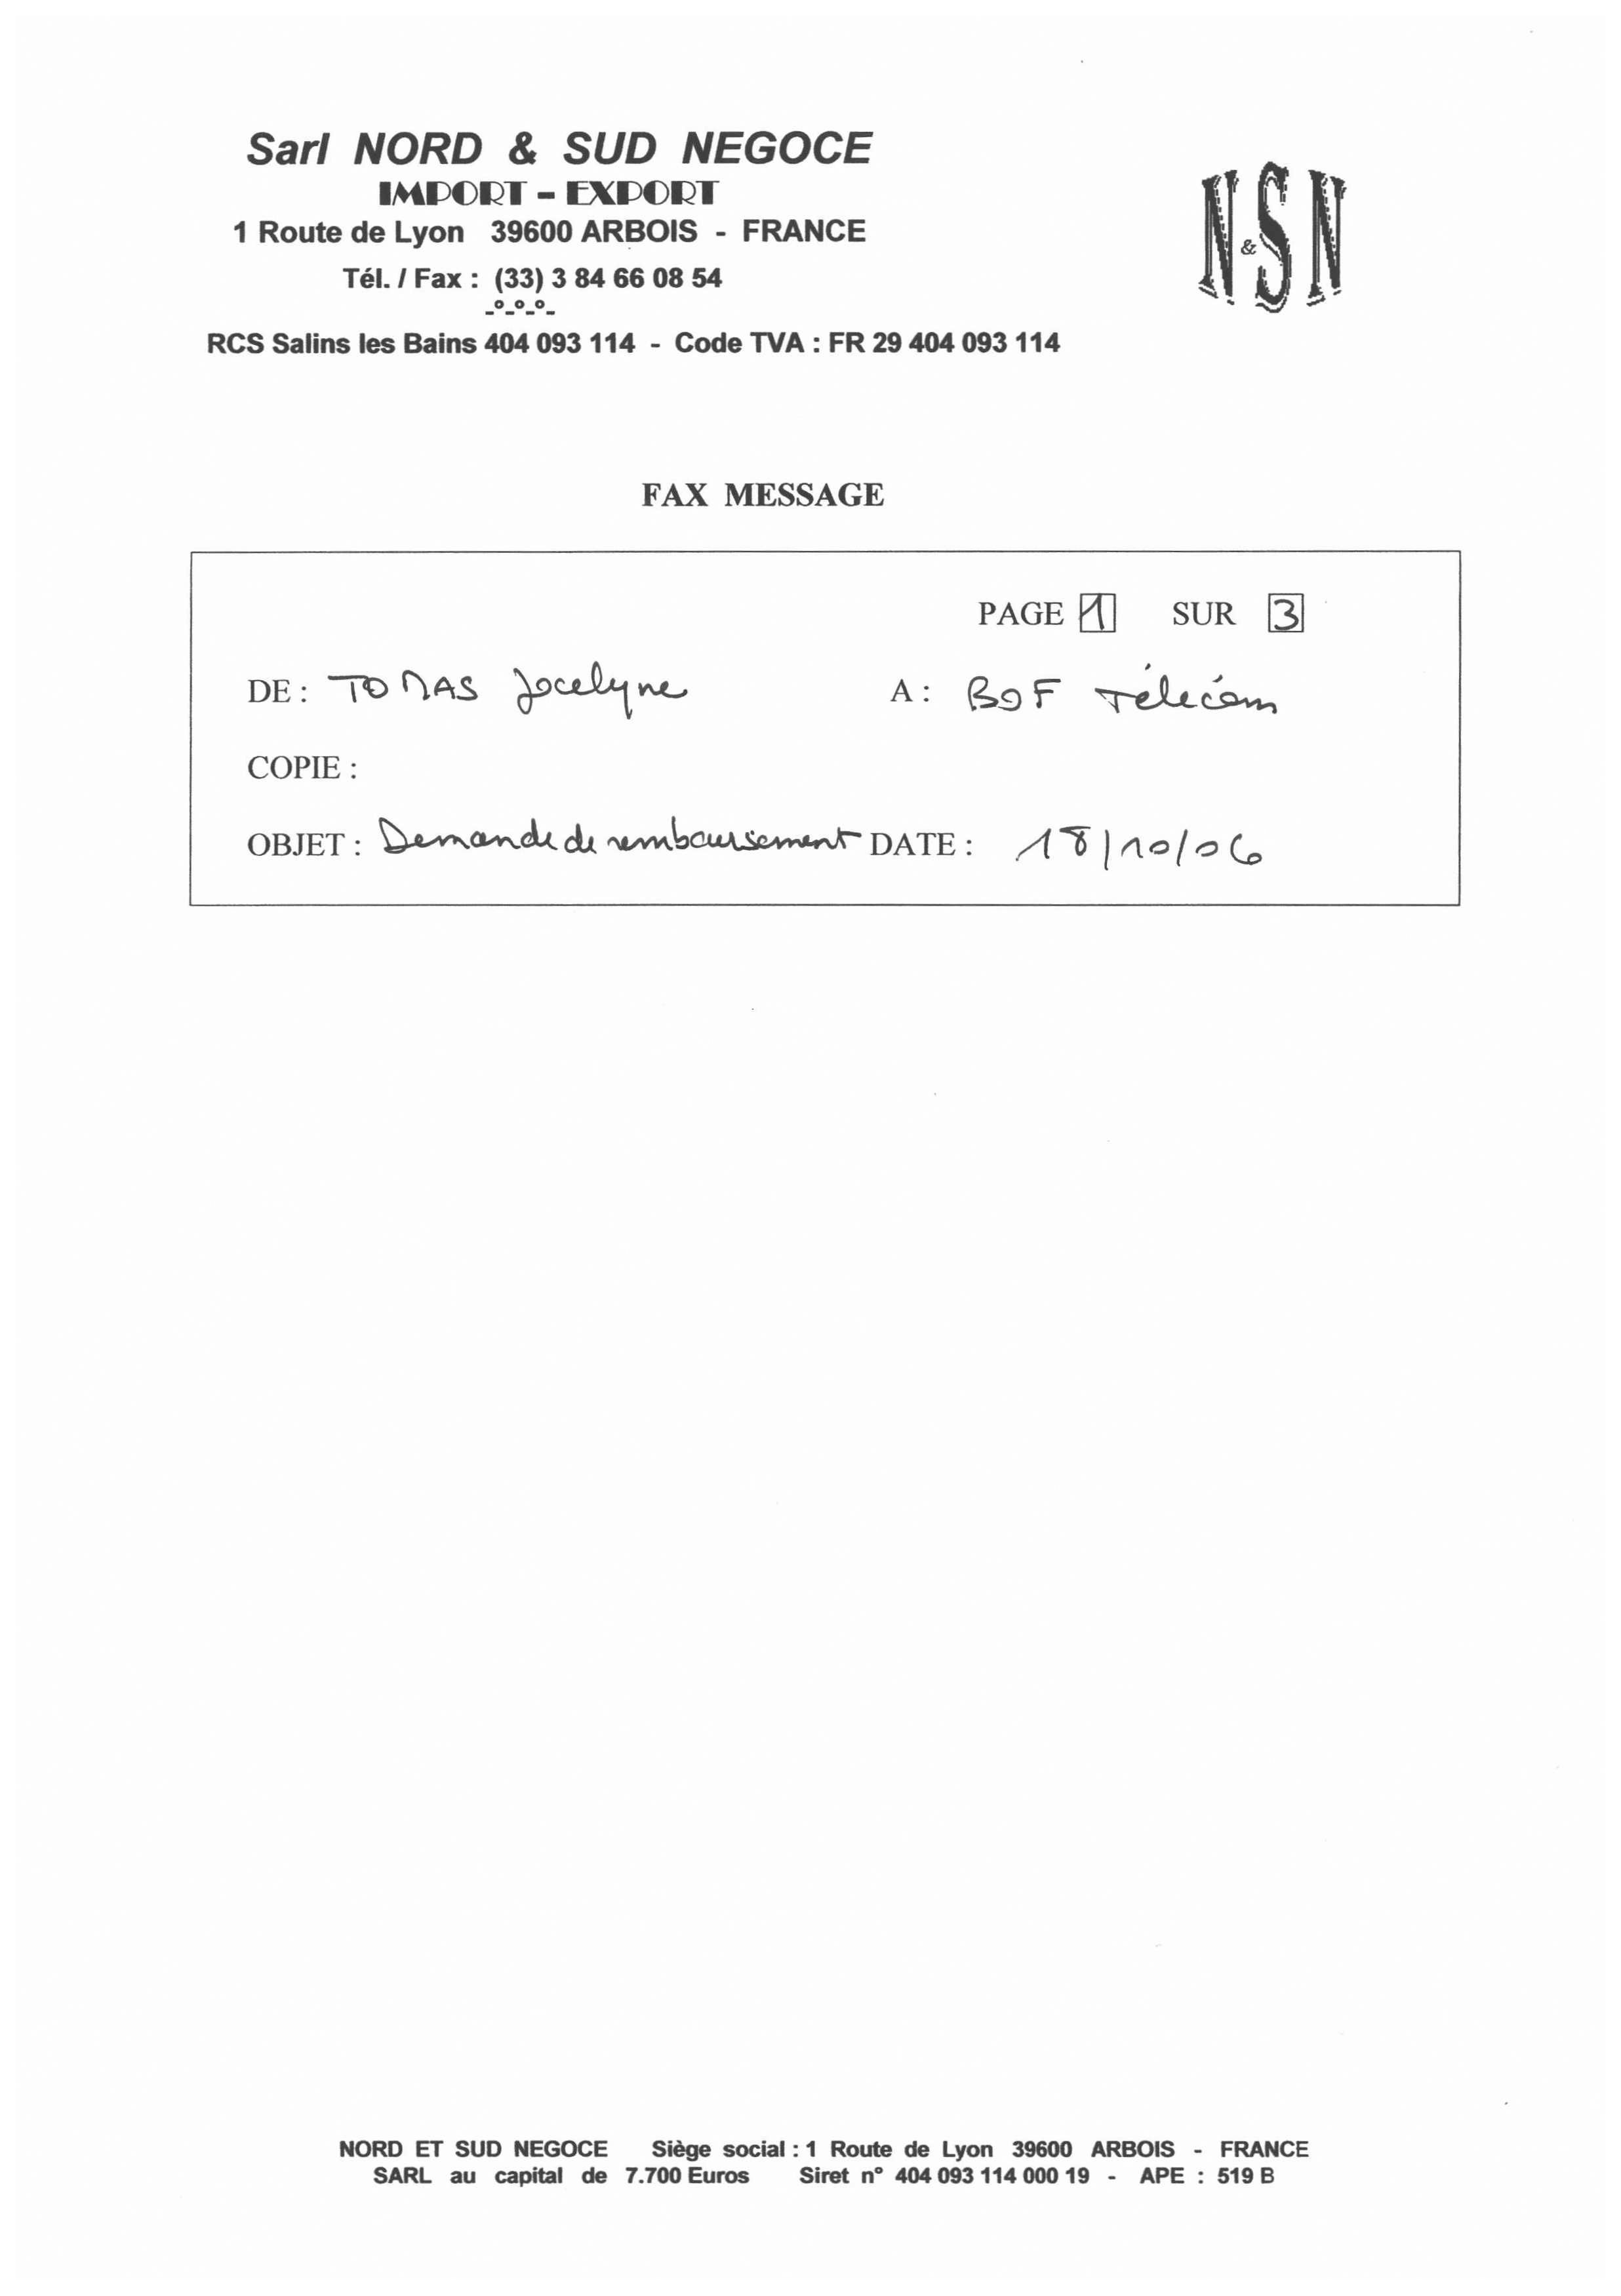 Sarl NORD & SUD NEGOCE
IMPORT - EXPORT
1 Route de Lyon 39600 ARBOIS - FRANCE
Tél. / Fax : (33) 3 84 66 08 54
-°-°-°-
RCS Salins les Bains 404 093 114 - Code TVA : FR 29 404 093 114
N&SN
FAX MESSAGE
PAGE 1 SUR 3
DE : TOMAS Jocelyne A : BOF Télécom
COPIE :
OBJET : Demande de remboursement DATE : 18/10/06
NORD ET SUD NEGOCE Siège social : 1 Route de Lyon 39600 ARBOIS - FRANCE
SARL au capital de 7.700 Euros Siret n° 404 093 114 000 19 - APE : 519 B